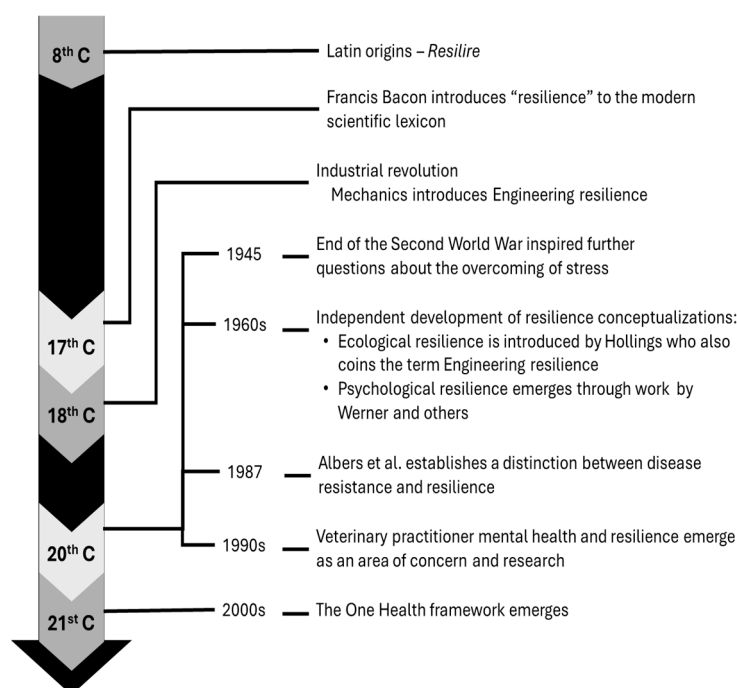 8th C
Latin origins – Resilire
Francis Bacon introduces “resilience” to the modern
scientific lexicon
Industrial revolution
Mechanics introduces Engineering resilience
1945
End of the Second World War inspired further
questions about the overcoming of stress
17th C
1960s
Independent development of resilience conceptualizations:
• Ecological resilience is introduced by Hollings who also
coins the term Engineering resilience
• Psychological resilience emerges through work by
Werner and others
18th C
1987
Albers et al. establishes a distinction between disease
resistance and resilience
20th C
1990s
Veterinary practitioner mental health and resilience emerge
as an area of concern and research
21st C
2000s
The One Health framework emerges